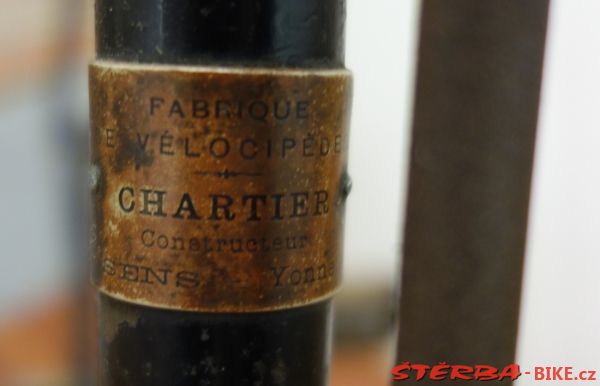 FABRIQUE
E VÉLOCIPÈDE
CHARTIER
Constructeur
SENS — Yonne
ŠTĚRBA-BIKE.cz